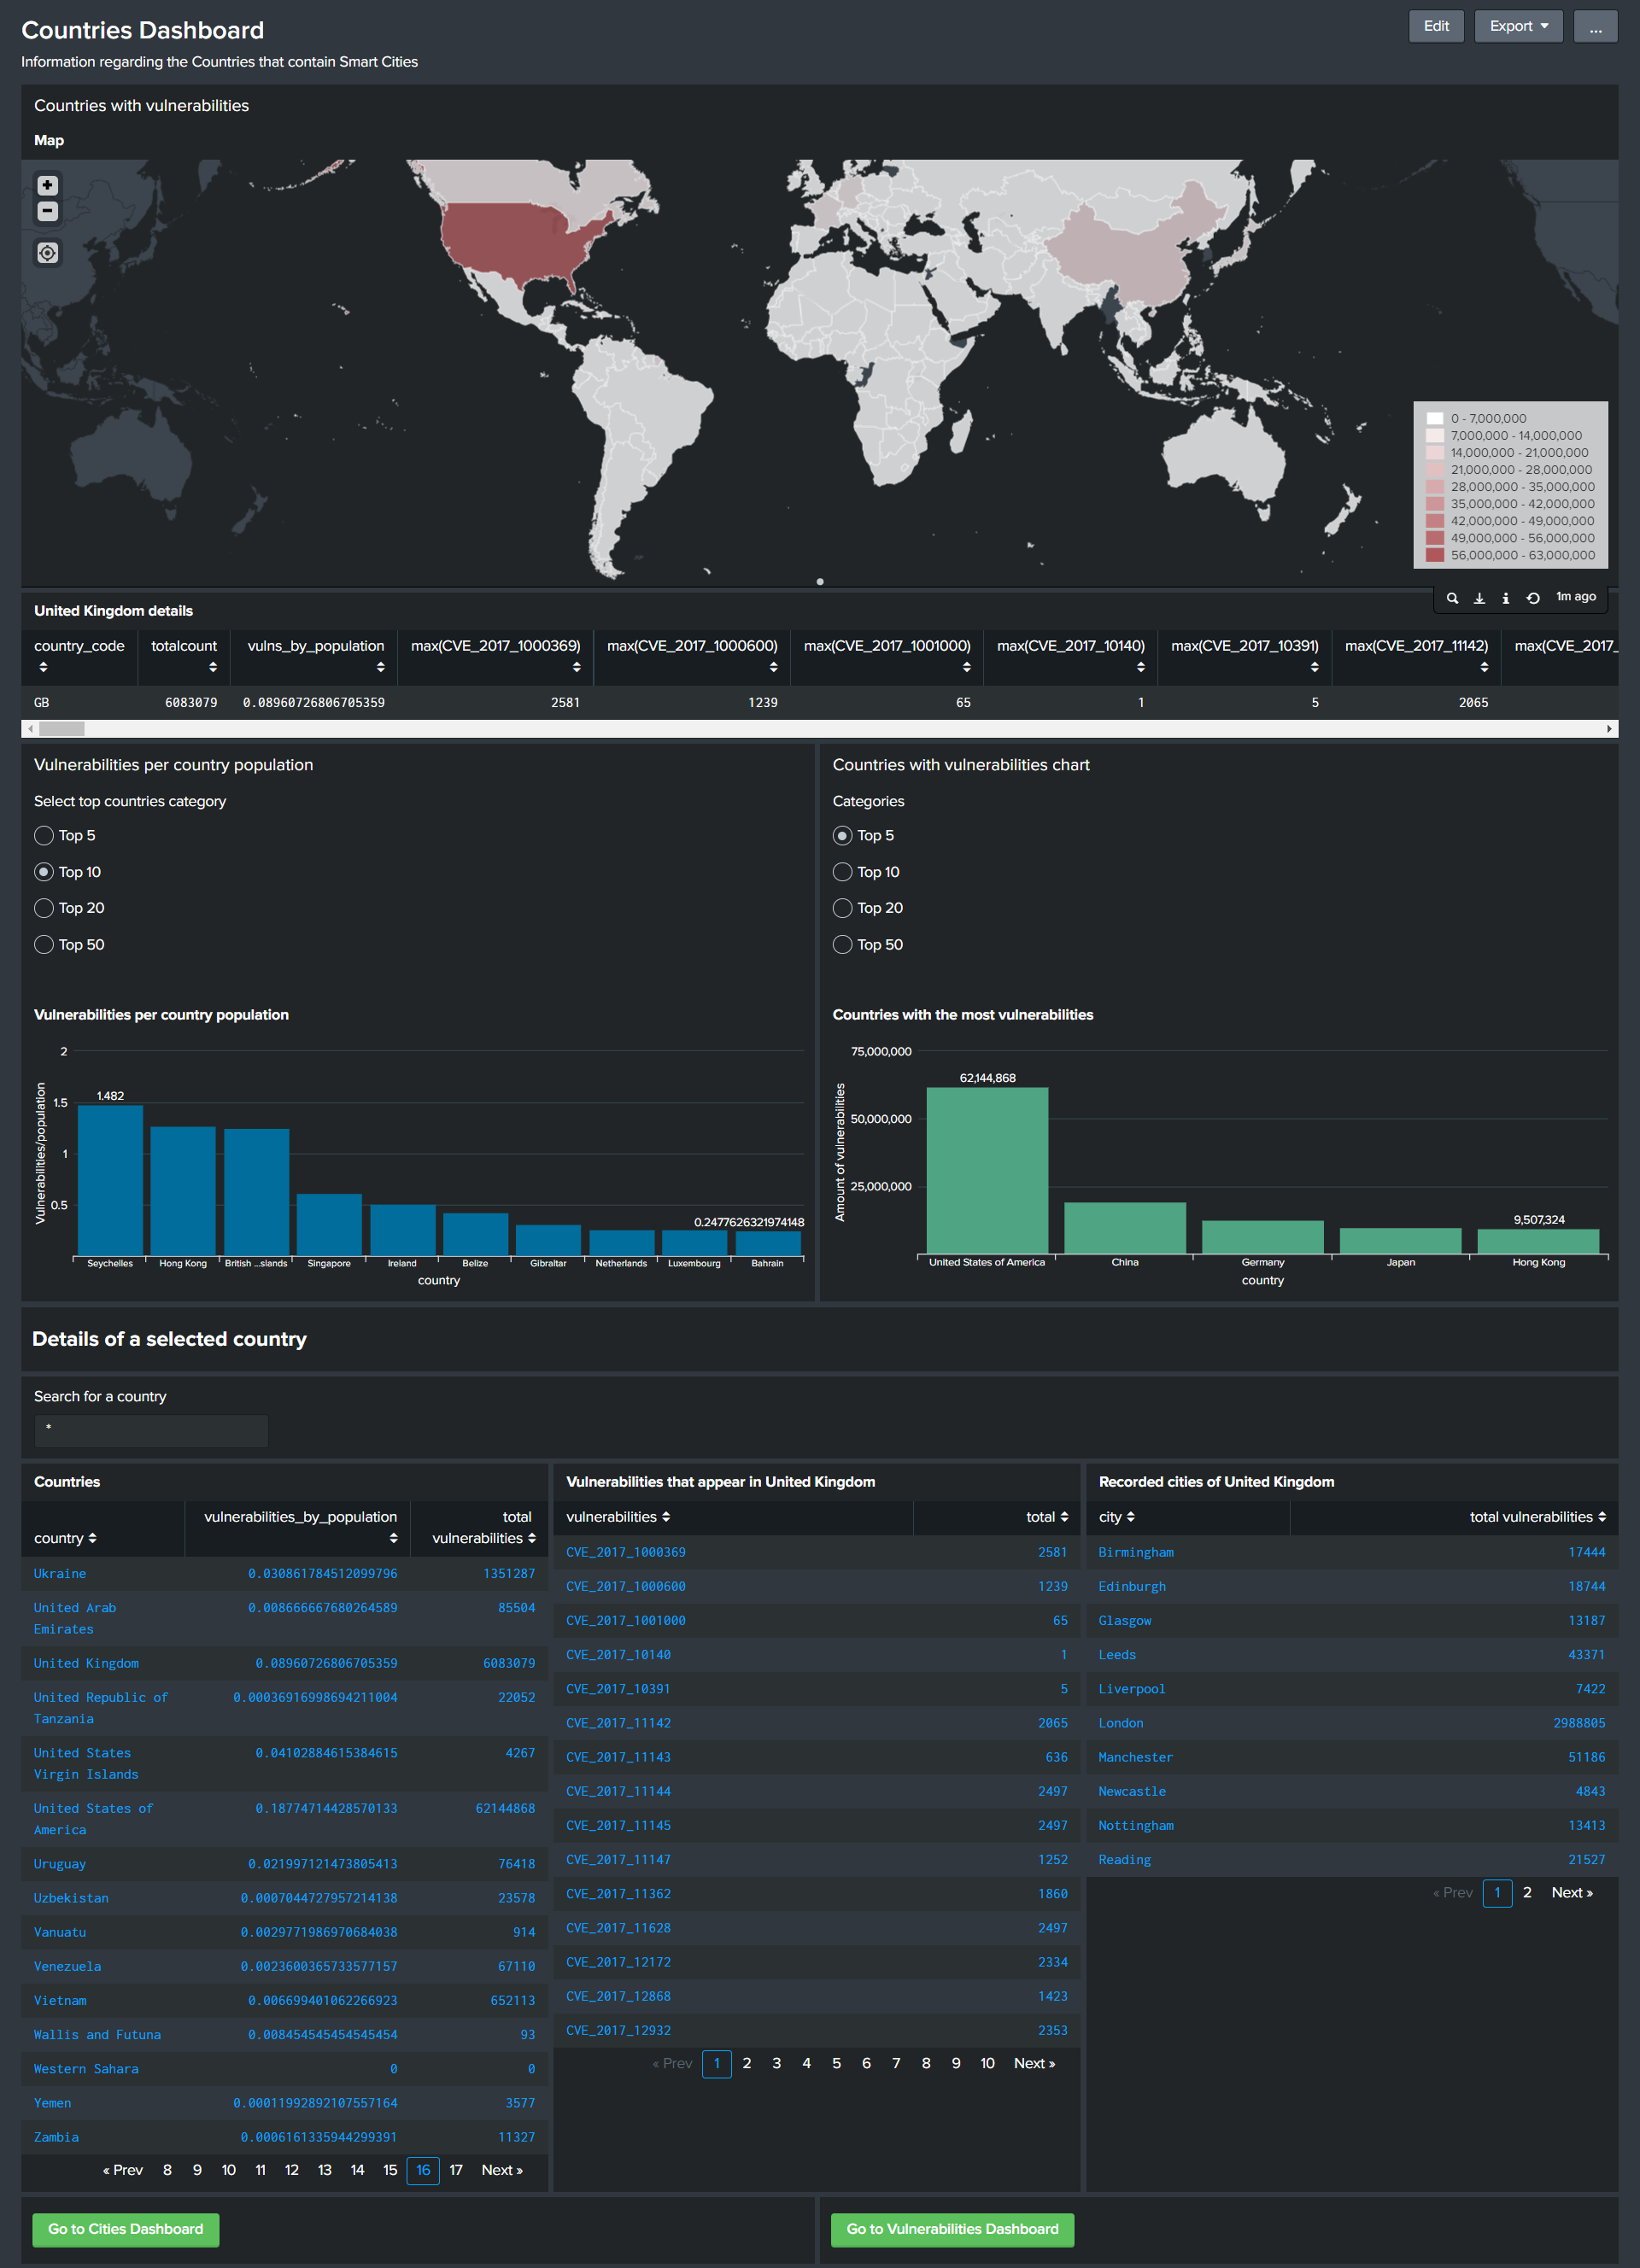 Countries Dashboard
Edit
Export
...
Information regarding the Countries that contain Smart Cities
Countries with vulnerabilities
Map
+
−
0 - 7,000,000
7,000,000 - 14,000,000
14,000,000 - 21,000,000
21,000,000 - 28,000,000
28,000,000 - 35,000,000
35,000,000 - 42,000,000
42,000,000 - 49,000,000
49,000,000 - 56,000,000
56,000,000 - 63,000,000
1m ago
United Kingdom details
country_code totalcount vulns_by_population max(CVE_2017_1000369) max(CVE_2017_1000600) max(CVE_2017_1001000) max(CVE_2017_10140) max(CVE_2017_10391) max(CVE_2017_11142) max(CVE_2017_
GB 6083079 0.08960726806705359 2581 1239 65 1 5 2065
Vulnerabilities per country population
Select top countries category
Top 5
Top 10
Top 20
Top 50
Vulnerabilities per country population
2
1.5
1
0.5
Vulnerabilities/population
1.482
0.2477626321974148
Seychelles Hong Kong British ...slands Singapore Ireland Belize Gibraltar Netherlands Luxembourg Bahrain
country
Countries with vulnerabilities chart
Categories
Top 5
Top 10
Top 20
Top 50
Countries with the most vulnerabilities
75,000,000
50,000,000
25,000,000
Amount of vulnerabilities
62,144,868
9,507,324
United States of America China Germany Japan Hong Kong
country
Details of a selected country
Search for a country
*
Countries
country vulnerabilities_by_population total
vulnerabilities
Ukraine 0.030861784512099796 1351287
United Arab
Emirates 0.008666667680264589 85504
United Kingdom 0.08960726806705359 6083079
United Republic of
Tanzania 0.00036916998694211004 22052
United States
Virgin Islands 0.04102884615384615 4267
United States of
America 0.18774714428570133 62144868
Uruguay 0.021997121473805413 76418
Uzbekistan 0.0007044727957214138 23578
Vanuatu 0.0029771986970684038 914
Venezuela 0.0023600365733577157 67110
Vietnam 0.006699401062266923 652113
Wallis and Futuna 0.008454545454545454 93
Western Sahara 0 0
Yemen 0.00011992892107557164 3577
Zambia 0.0006161335944299391 11327
« Prev 8 9 10 11 12 13 14 15 16 17 Next »
Vulnerabilities that appear in United Kingdom
vulnerabilities total
CVE_2017_1000369 2581
CVE_2017_1000600 1239
CVE_2017_1001000 65
CVE_2017_10140 1
CVE_2017_10391 5
CVE_2017_11142 2065
CVE_2017_11143 636
CVE_2017_11144 2497
CVE_2017_11145 2497
CVE_2017_11147 1252
CVE_2017_11362 1860
CVE_2017_11628 2497
CVE_2017_12172 2334
CVE_2017_12868 1423
CVE_2017_12932 2353
« Prev 1 2 3 4 5 6 7 8 9 10 Next »
Recorded cities of United Kingdom
city total vulnerabilities
Birmingham 17444
Edinburgh 18744
Glasgow 13187
Leeds 43371
Liverpool 7422
London 2988805
Manchester 51186
Newcastle 4843
Nottingham 13413
Reading 21527
« Prev 1 2 Next »
Go to Cities Dashboard
Go to Vulnerabilities Dashboard